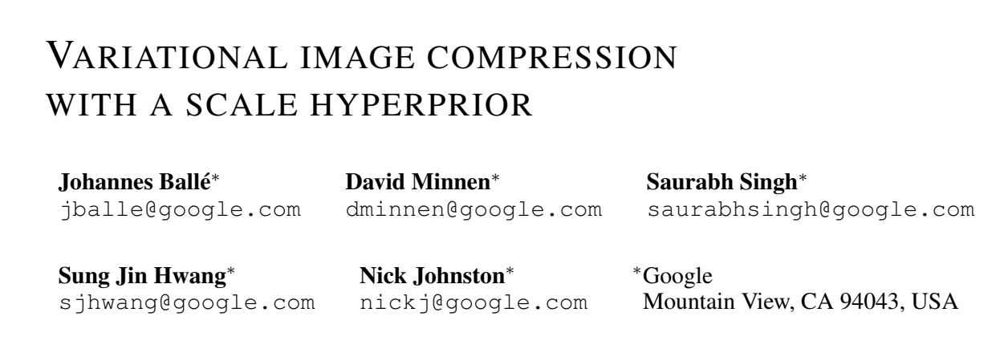 VARIATIONAL IMAGE COMPRESSION
WITH A SCALE HYPERPRIOR
Johannes Ballé* David Minnen* Saurabh Singh*
jballe@google.com dminnen@google.com saurabhsingh@google.com
Sung Jin Hwang* Nick Johnston* *Google
sjhwang@google.com nickj@google.com Mountain View, CA 94043, USA